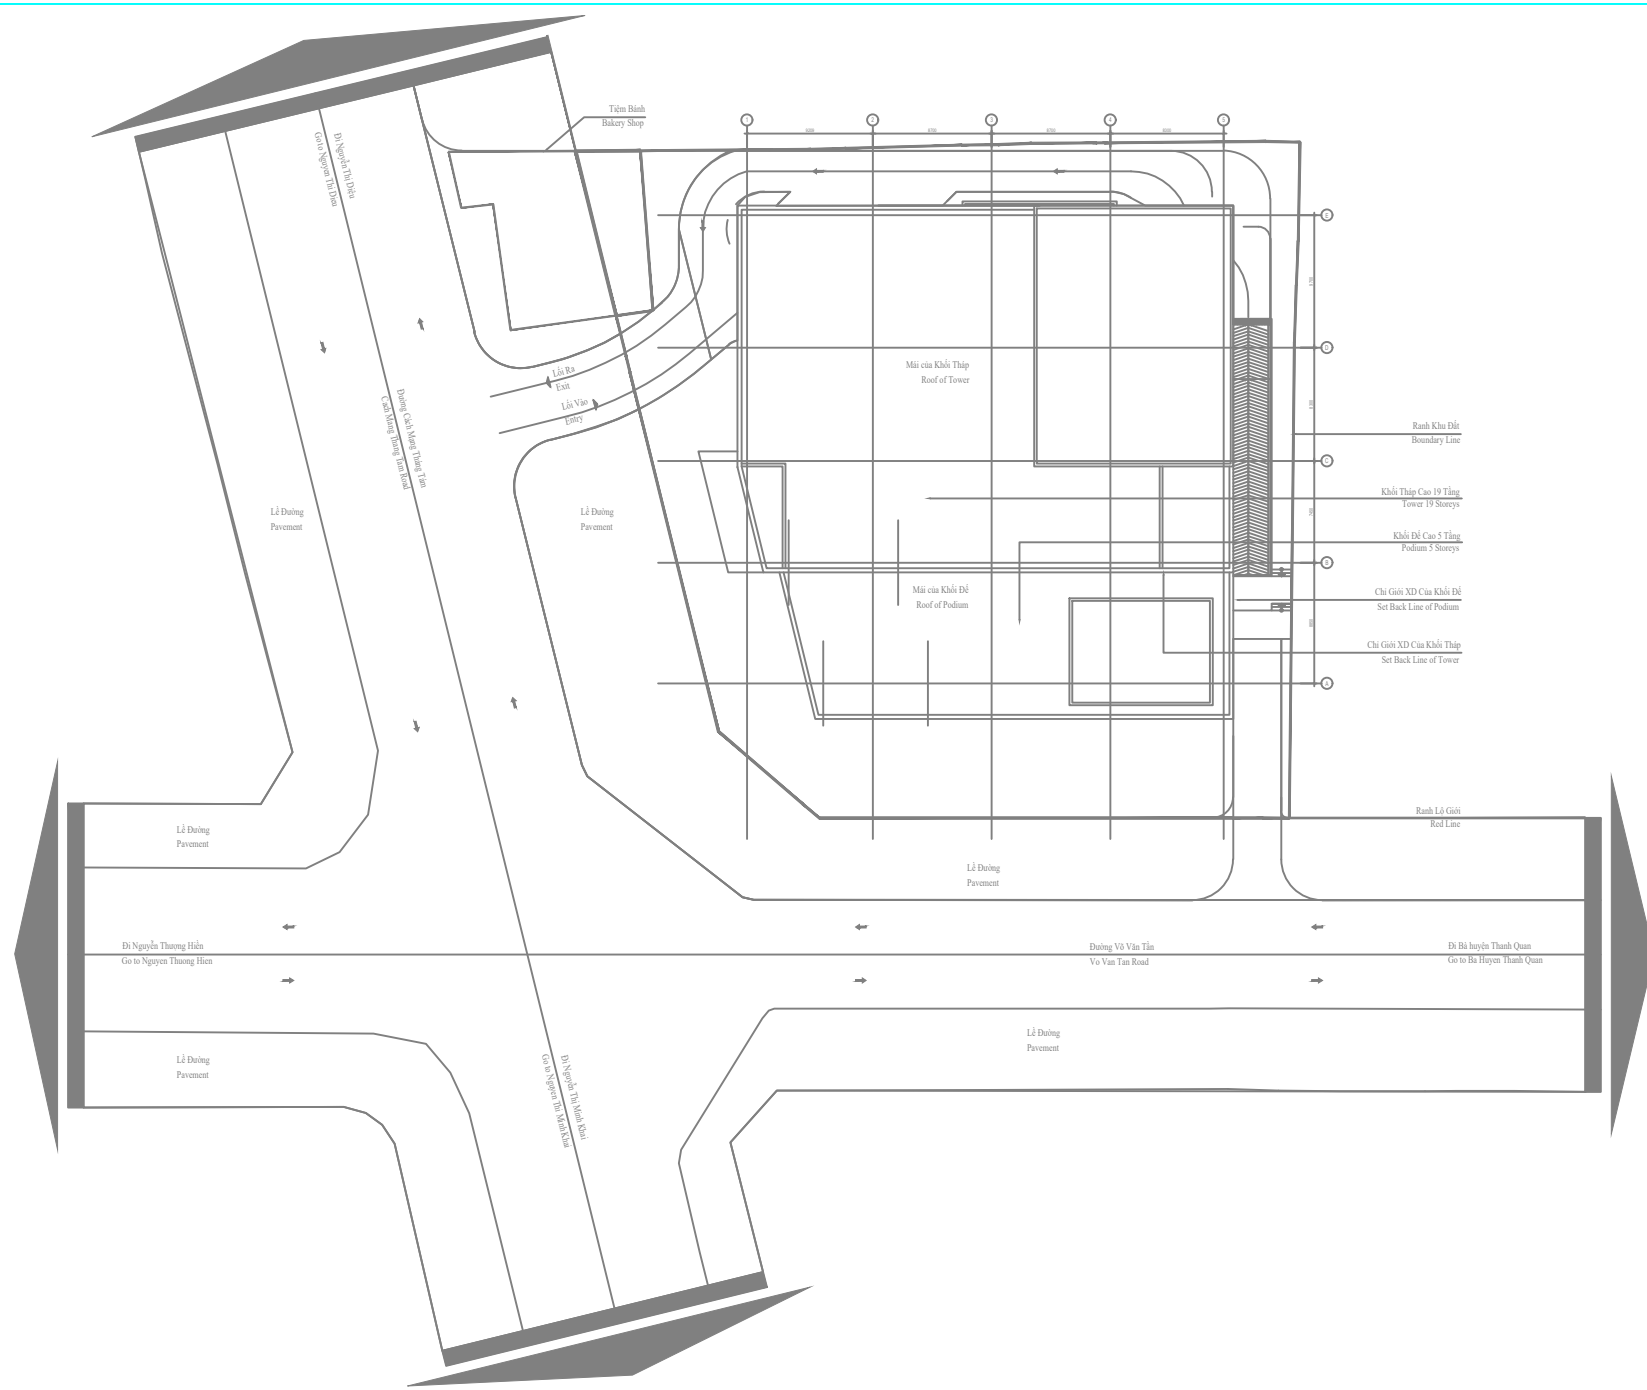 Tiệm Bánh
Bakery Shop
1
2
3
4
5
Đi Nguyễn Thị Diệu
Go to Nguyen Thi Dieu
E
D
Mái của Khối Tháp
Roof of Tower
Lối Ra
Exit
Lối Vào
Entry
Đường Cách Mạng Tháng Tám
Cach Mang Thang Tam Road
Ranh Khu Đất
Boundary Line
C
Khối Tháp Cao 19 Tầng
Tower 19 Storeys
Lề Đường
Pavement
Lề Đường
Pavement
Khối Đế Cao 5 Tầng
Podium 5 Storeys
B
Mái của Khối Đế
Roof of Podium
Chỉ Giới XD Của Khối Đế
Set Back Line of Podium
Chỉ Giới XD Của Khối Tháp
Set Back Line of Tower
A
Ranh Lộ Giới
Red Line
Lề Đường
Pavement
Lề Đường
Pavement
Đi Nguyễn Thượng Hiền
Go to Nguyen Thuong Hien
Đường Võ Văn Tần
Vo Van Tan Road
Đi Bà huyện Thanh Quan
Go to Ba Huyen Thanh Quan
Lề Đường
Pavement
Lề Đường
Pavement
Đi Nguyễn Thị Minh Khai
Go to Nguyen Thi Minh Khai